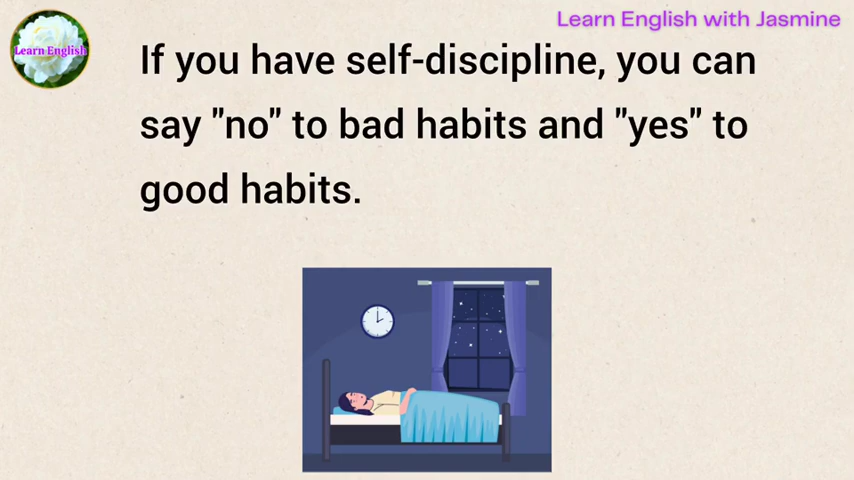 Learn English with Jasmine
Learn English
If you have self-discipline, you can
say "no" to bad habits and "yes" to
good habits.